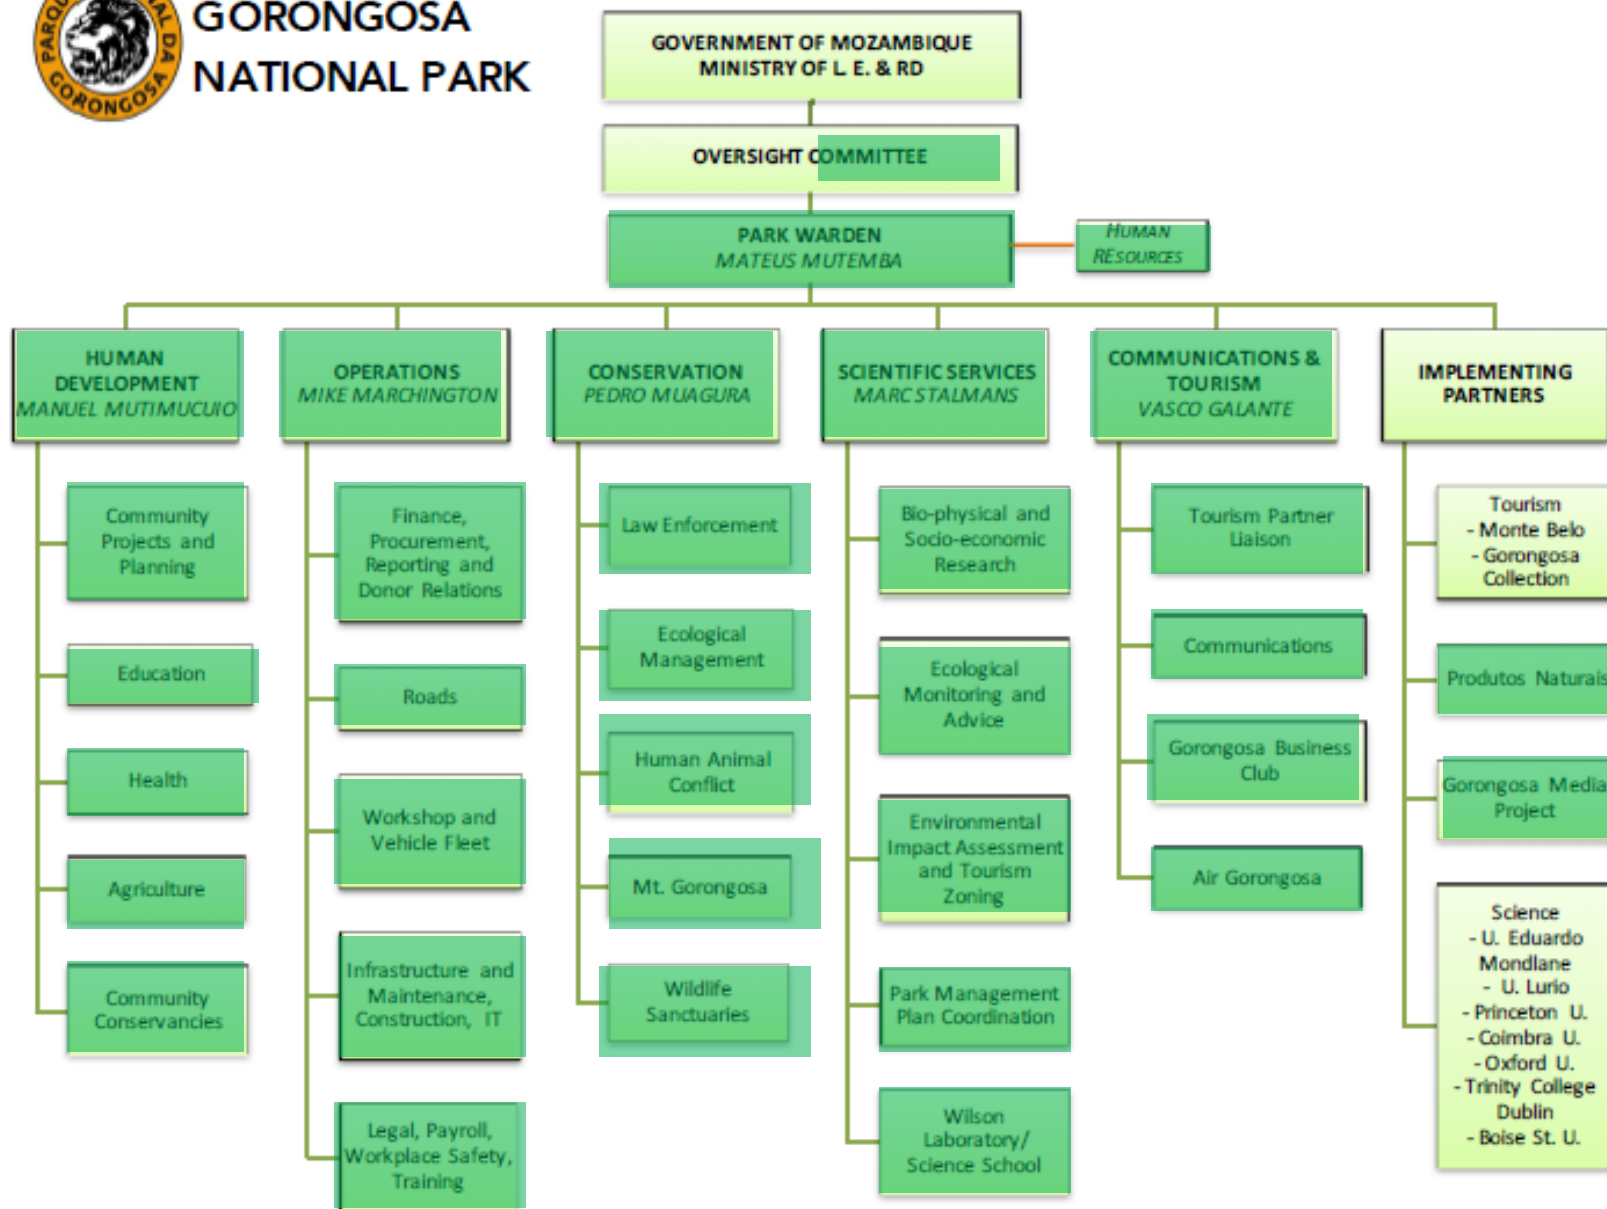 GORONGOSA
NATIONAL PARK
GORONGOSA
GOVERNMENT OF MOZAMBIQUE
MINISTRY OF L. E. & RD
OVERSIGHT COMMITTEE
PARK WARDEN
MATEUS MUTEMBA
HUMAN
RESOURCES
HUMAN
DEVELOPMENT
MANUEL MUTIMUCUIO
Community
Projects and
Planning
Education
Health
Agriculture
Community
Conservancies
OPERATIONS
MIKE MARCHINGTON
Finance,
Procurement,
Reporting and
Donor Relations
Roads
Workshop and
Vehicle Fleet
Infrastructure and
Maintenance,
Construction, IT
Legal, Payroll,
Workplace Safety,
Training
CONSERVATION
PEDRO MUAGURA
Law Enforcement
Ecological
Management
Human Animal
Conflict
Mt. Gorongosa
Wildlife
Sanctuaries
SCIENTIFIC SERVICES
MARC STALMANS
Bio-physical and
Socio-economic
Research
Ecological
Monitoring and
Advice
Environmental
Impact Assessment
and Tourism
Zoning
Park Management
Plan Coordination
Wilson
Laboratory/
Science School
COMMUNICATIONS &
TOURISM
VASCO GALANTE
Tourism Partner
Liaison
Communications
Gorongosa Business
Club
Air Gorongosa
IMPLEMENTING
PARTNERS
Tourism
- Monte Belo
- Gorongosa
Collection
Produtos Naturais
Gorongosa Media
Project
Science
- U. Eduardo
Mondlane
- U. Lurio
- Princeton U.
- Coimbra U.
- Oxford U.
- Trinity College
Dublin
- Boise St. U.